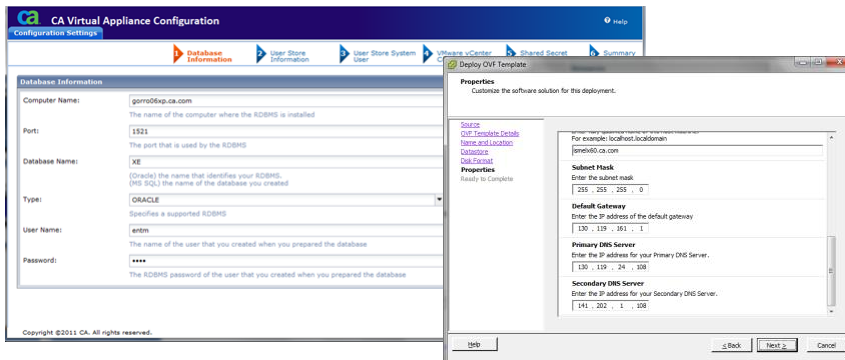 ca CA Virtual Appliance Configuration
Help
Configuration Settings
1 Database Information
2 User Store Information
3 User Store System User
4 VMware vCenter
5 Shared Secret
6 Summary
Database Information
Computer Name:
gorro06xp.ca.com
The name of the computer where the RDBMS is installed
Port:
1521
The port that is used by the RDBMS
Database Name:
XE
(Oracle) the name that identifies your RDBMS.
(MS SQL) the name of the database you created
Type:
ORACLE
Specifies a supported RDBMS
User Name:
entm
The name of the user that you created when you prepared the database
Password:
••••
The RDBMS password of the user that you created when you prepared the database
Copyright ©2011 CA. All rights reserved.
Deploy OVF Template
Properties
Customize the software solution for this deployment.
Source
OVF Template Details
Name and Location
Datastore
Disk Format
Properties
Ready to Complete
For example: localhost.localdomain
jsmelx60.ca.com
Subnet Mask
Enter the subnet mask
255 . 255 . 255 . 0
Default Gateway
Enter the IP address of the default gateway
130 . 119 . 161 . 1
Primary DNS Server
Enter the IP address for your Primary DNS Server.
130 . 119 . 24 . 108
Secondary DNS Server
Enter the IP address for your Secondary DNS Server.
141 . 202 . 1 . 108
Help
< Back
Next >
Cancel